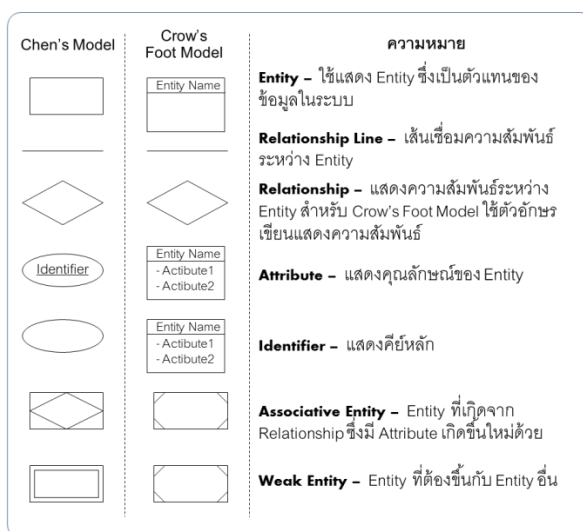 Chen's Model
Crow's
Foot Model
ความหมาย
Entity Name
Entity – ใช้แสดง Entity ซึ่งเป็นตัวแทนของ
ข้อมูลในระบบ
Relationship Line – เส้นเชื่อมความสัมพันธ์
ระหว่าง Entity
Relationship – แสดงความสัมพันธ์ระหว่าง
Entity สำหรับ Crow's Foot Model ใช้ตัวอักษร
เขียนแสดงความสัมพันธ์
Identifier
Entity Name
- Actibute1
- Actibute2
Attribute – แสดงคุณลักษณ์ของ Entity
Entity Name
- Actibute1
- Actibute2
Identifier – แสดงคีย์หลัก
Associative Entity – Entity ที่เกิดจาก
Relationship ซึ่งมี Attribute เกิดขึ้นใหม่ด้วย
Weak Entity – Entity ที่ต้องขึ้นกับ Entity อื่น